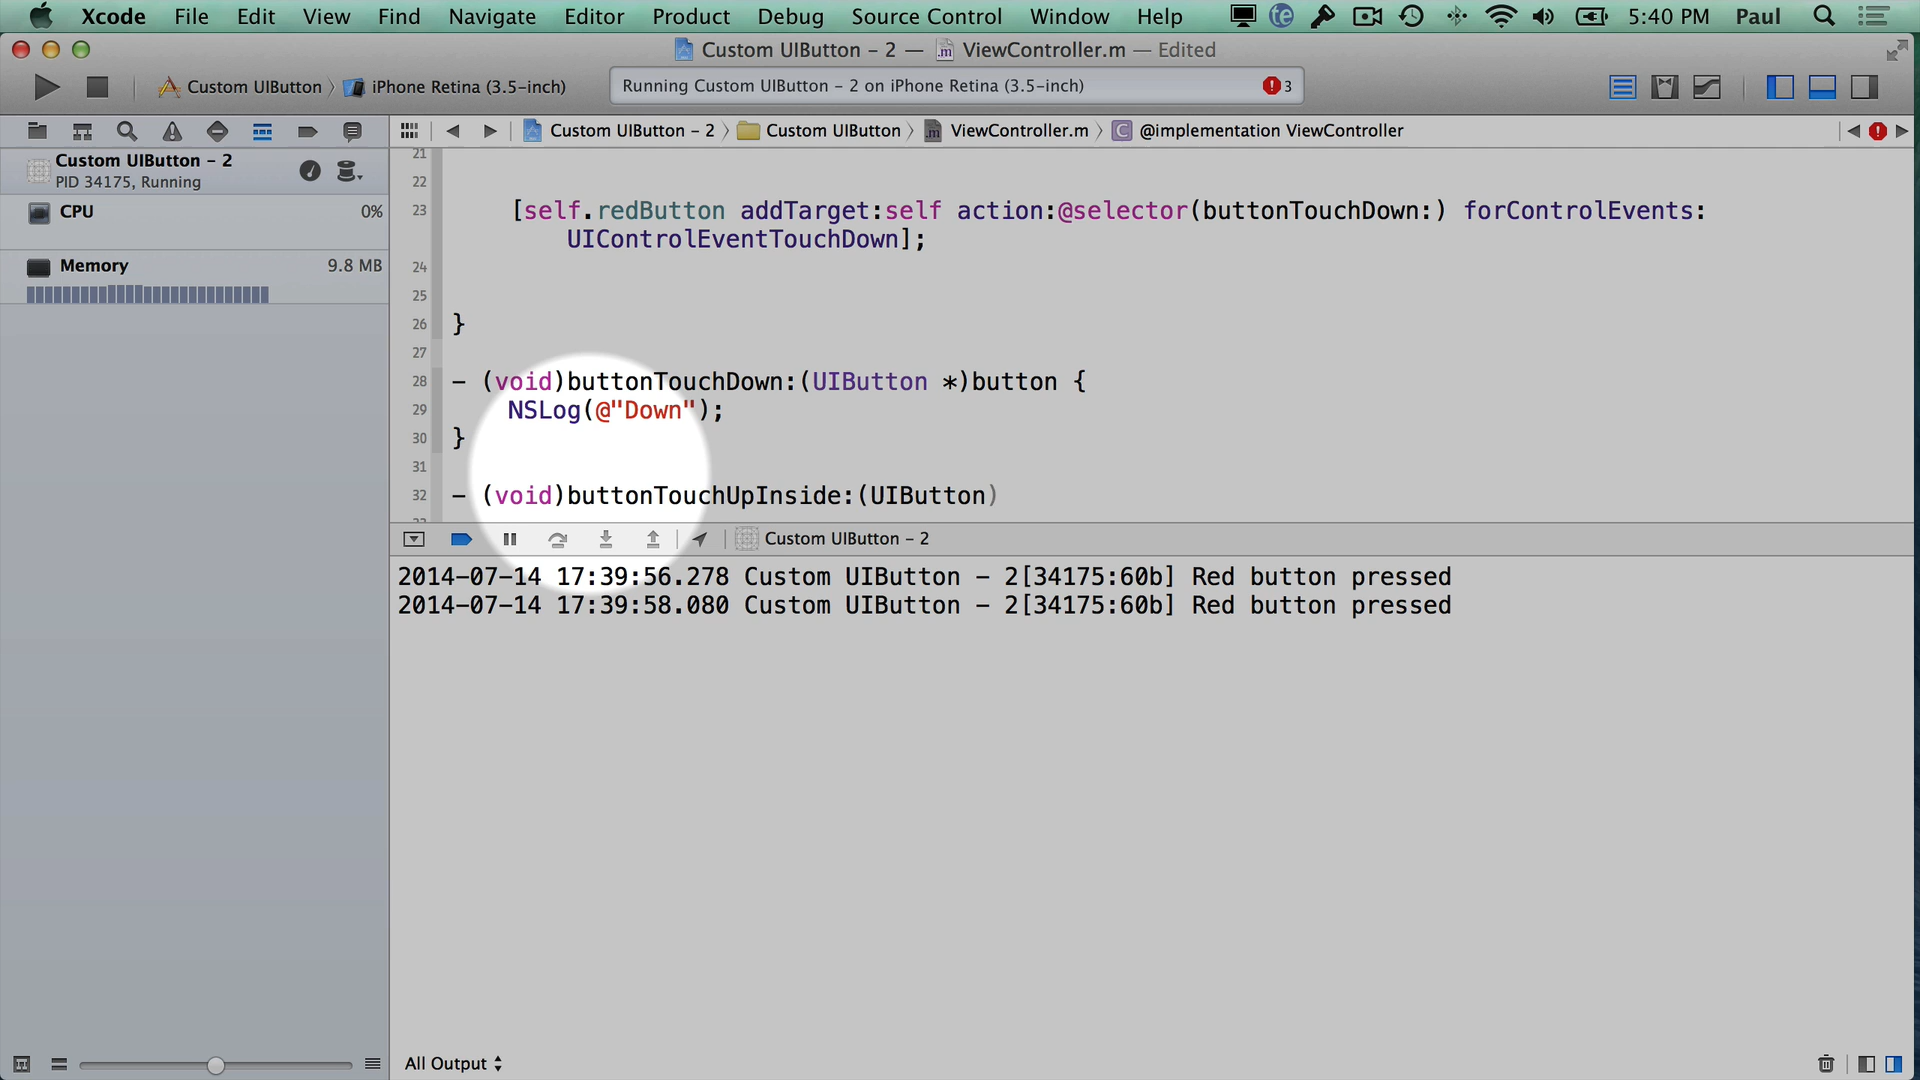 Xcode File Edit View Find Navigate Editor Product Debug Source Control Window Help te 5:40 PM Paul
Custom UIButton - 2 — ViewController.m — Edited
Custom UIButton iPhone Retina (3.5-inch) Running Custom UIButton - 2 on iPhone Retina (3.5-inch) 3
Custom UIButton - 2 Custom UIButton ViewController.m @implementation ViewController
Custom UIButton - 2
PID 34175, Running
CPU 0%
Memory 9.8 MB
21
22
23 [self.redButton addTarget:self action:@selector(buttonTouchDown:) forControlEvents:
UIControlEventTouchDown];
24
25
26 }
27
28 - (void)buttonTouchDown:(UIButton *)button {
29 NSLog(@"Down");
30 }
31
32 - (void)buttonTouchUpInside:(UIButton)
Custom UIButton - 2
2014-07-14 17:39:56.278 Custom UIButton - 2[34175:60b] Red button pressed
2014-07-14 17:39:58.080 Custom UIButton - 2[34175:60b] Red button pressed
All Output